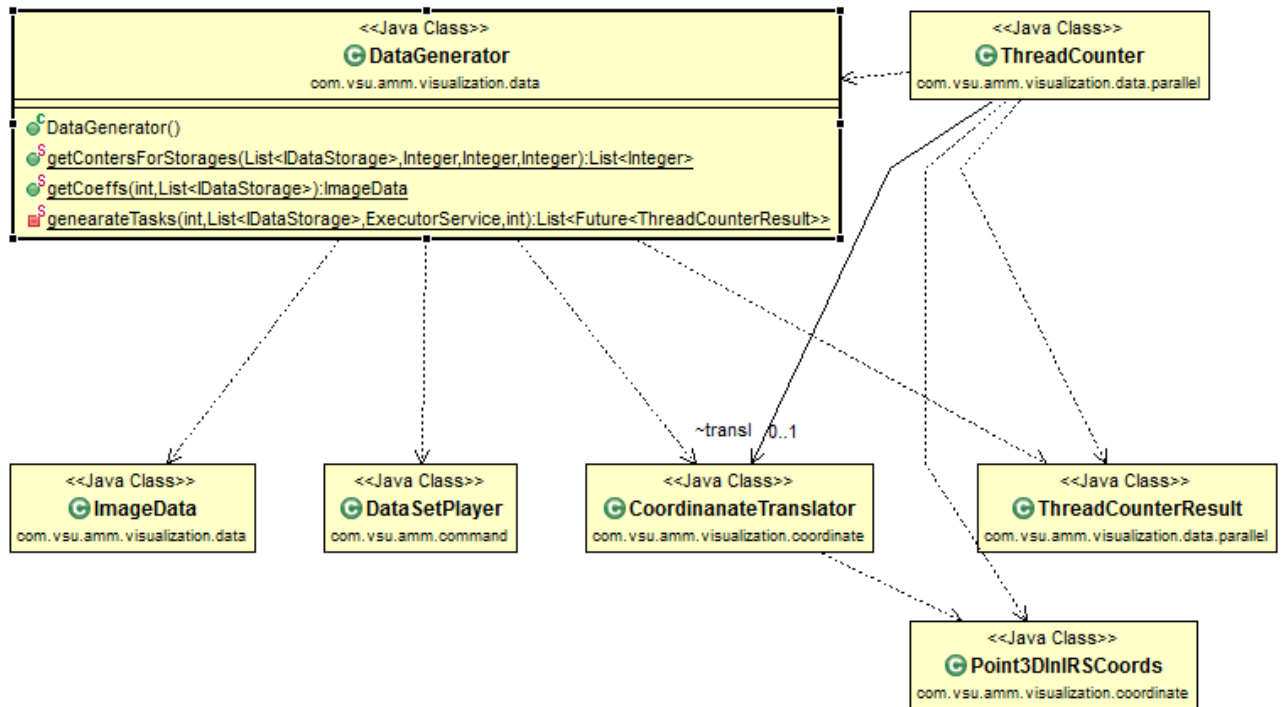 <<Java Class>>
DataGenerator
com.vsu.amm.visualization.data
DataGenerator()
getContersForStorages(List<IDataStorage>,Integer,Integer,Integer):List<Integer>
getCoeffs(int,List<IDataStorage>):ImageData
genearateTasks(int,List<IDataStorage>,ExecutorService,int):List<Future<ThreadCounterResult>>
<<Java Class>>
ThreadCounter
com.vsu.amm.visualization.data.parallel
~transl 0..1
<<Java Class>>
ImageData
com.vsu.amm.visualization.data
<<Java Class>>
DataSetPlayer
com.vsu.amm.command
<<Java Class>>
CoordinanateTranslator
com.vsu.amm.visualization.coordinate
<<Java Class>>
ThreadCounterResult
com.vsu.amm.visualization.data.parallel
<<Java Class>>
Point3DInIRSCoords
com.vsu.amm.visualization.coordinate